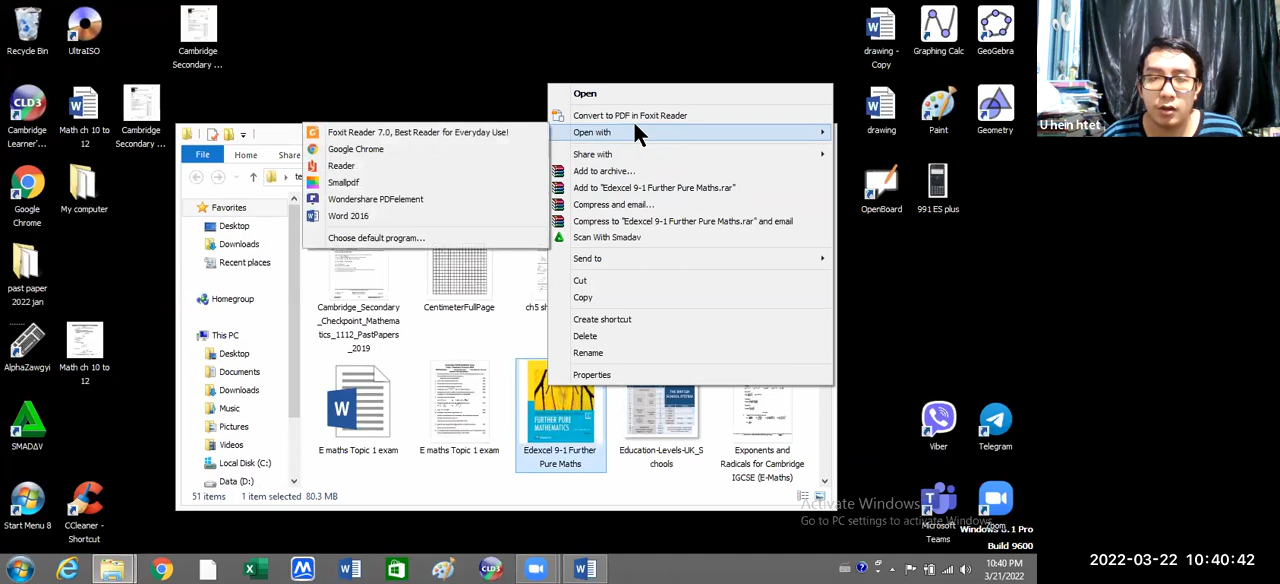 Recycle Bin
UltraISO
Cambridge
Secondary ...
drawing -
Copy
Graphing Calc
GeoGebra
U hein htet
CLD3
Cambridge
Learner'...
Math ch 10 to
12
Cambridge
Secondary ...
drawing
Paint
Geometry
Google
Chrome
My computer
OpenBoard
991 ES plus
past paper
2022 jan
AlphaZawgyi
Math ch 10 to
12
SMADAV
Viber
Telegram
Start Menu 8
CCleaner -
Shortcut
Microsoft
Teams
Zoom
File
Home
Share
te
Favorites
Desktop
Downloads
Recent places
Homegroup
This PC
Desktop
Documents
Downloads
Music
Pictures
Videos
Local Disk (C:)
Data (D:)
51 items
1 item selected
80.3 MB
Foxit Reader 7.0, Best Reader for Everyday Use!
Google Chrome
Reader
Smallpdf
Wondershare PDFelement
Word 2016
Choose default program...
Open
Convert to PDF in Foxit Reader
Open with
Share with
Add to archive...
Add to "Edexcel 9-1 Further Pure Maths.rar"
Compress and email...
Compress to "Edexcel 9-1 Further Pure Maths.rar" and email
Scan With Smadav
Send to
Cut
Copy
Create shortcut
Delete
Rename
Properties
Cambridge_Secondary
_Checkpoint_Mathema
tics_1112_PastPapers
_2019
CentimeterFullPage
ch5 sh
E maths Topic 1 exam
E maths Topic 1 exam
FURTHER PURE
MATHEMATICS
Edexcel 9-1 Further
Pure Maths
THE BRITISH
SCHOOL SYSTEM
Education-Levels-UK_S
chools
Exponents and
Radicals for Cambridge
IGCSE (E-Maths)
Activate Windows
Go to PC settings to activate Windows.
Windows 8.1 Pro
Build 9600
10:40 PM
3/21/2022
2022-03-22 10:40:42